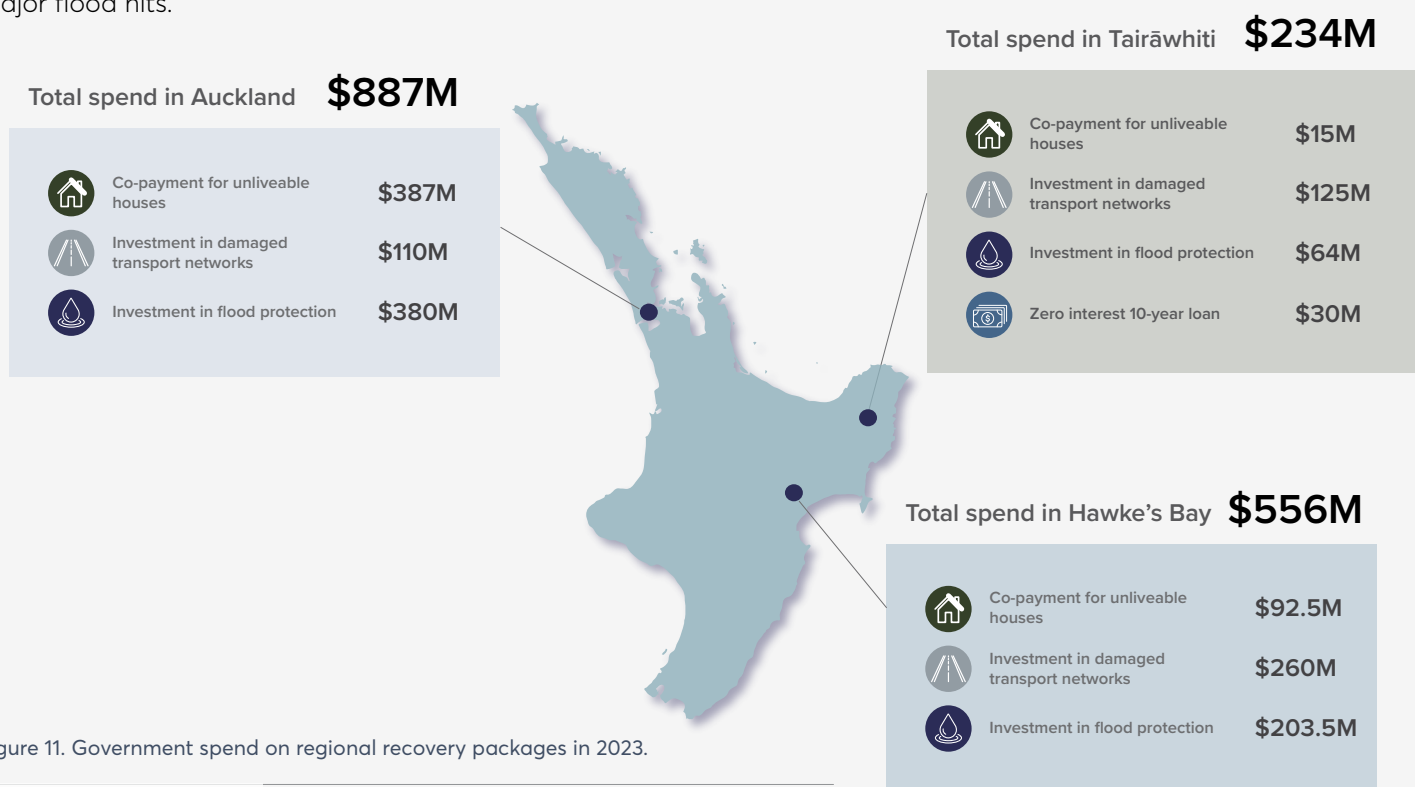 ajor flood hits.
Total spend in Auckland $887M
Co-payment for unliveable
houses
$387M
Investment in damaged
transport networks
$110M
Investment in flood protection $380M
Total spend in Tairāwhiti $234M
Co-payment for unliveable
houses
$15M
Investment in damaged
transport networks
$125M
Investment in flood protection $64M
Zero interest 10-year loan $30M
Total spend in Hawke’s Bay $556M
Co-payment for unliveable
houses
$92.5M
Investment in damaged
transport networks
$260M
Investment in flood protection $203.5M
gure 11. Government spend on regional recovery packages in 2023.